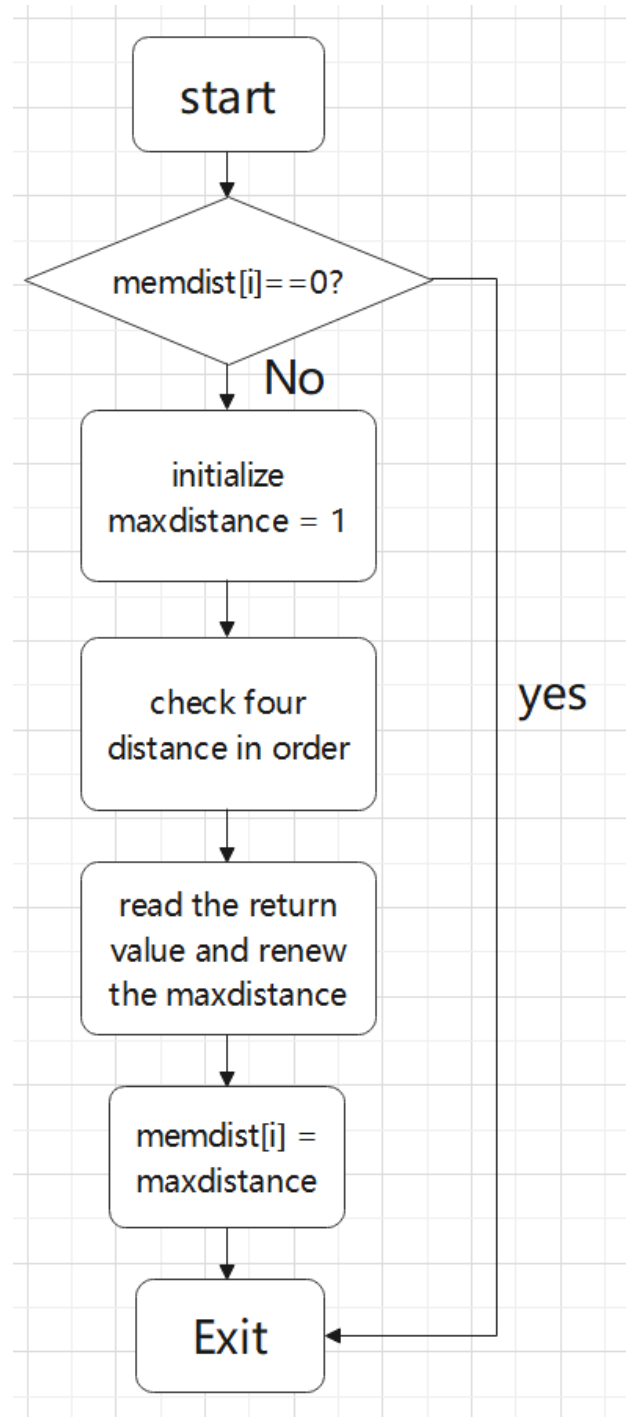 start
memdist[i]==0?
No
initialize
maxdistance = 1
check four
distance in order
yes
read the return
value and renew
the maxdistance
memdist[i] =
maxdistance
Exit